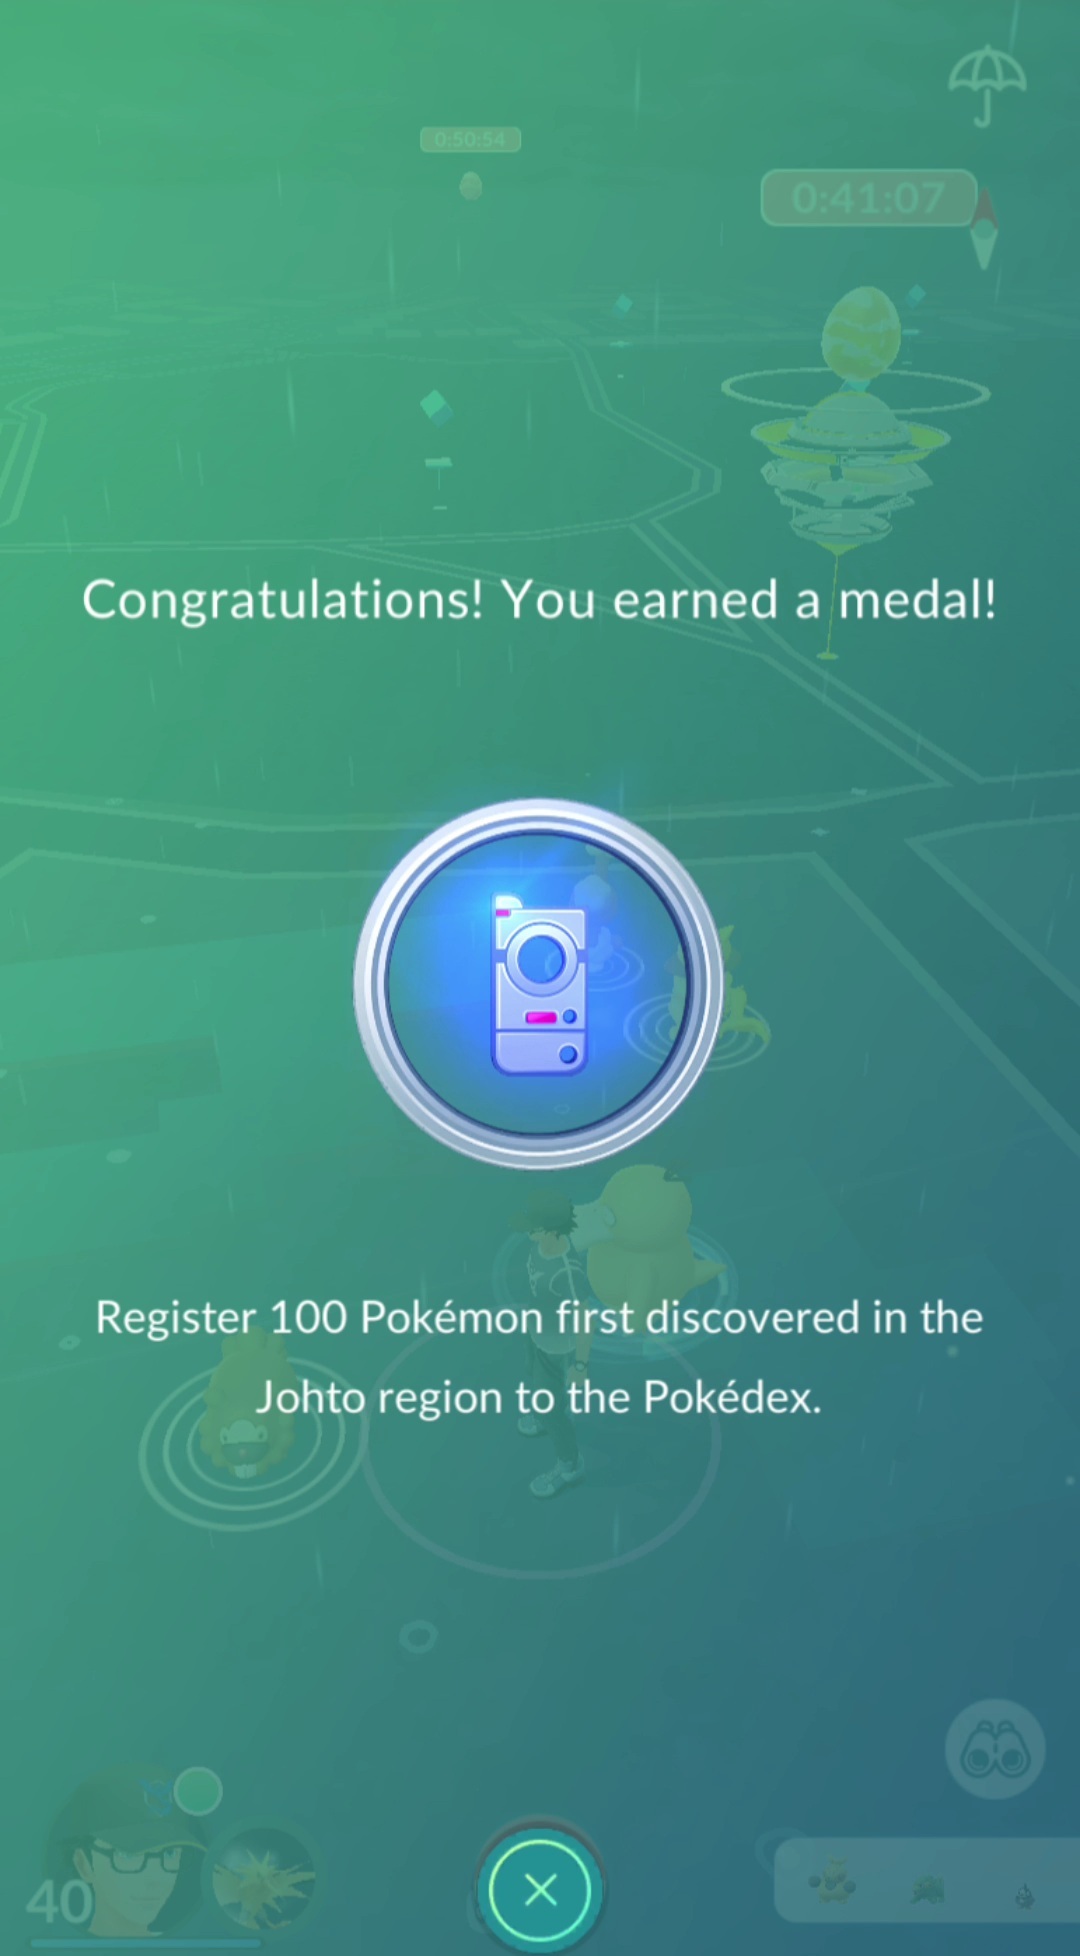 0:50:54
0:41:07
Congratulations! You earned a medal!
Register 100 Pokémon first discovered in the
Johto region to the Pokédex.
40